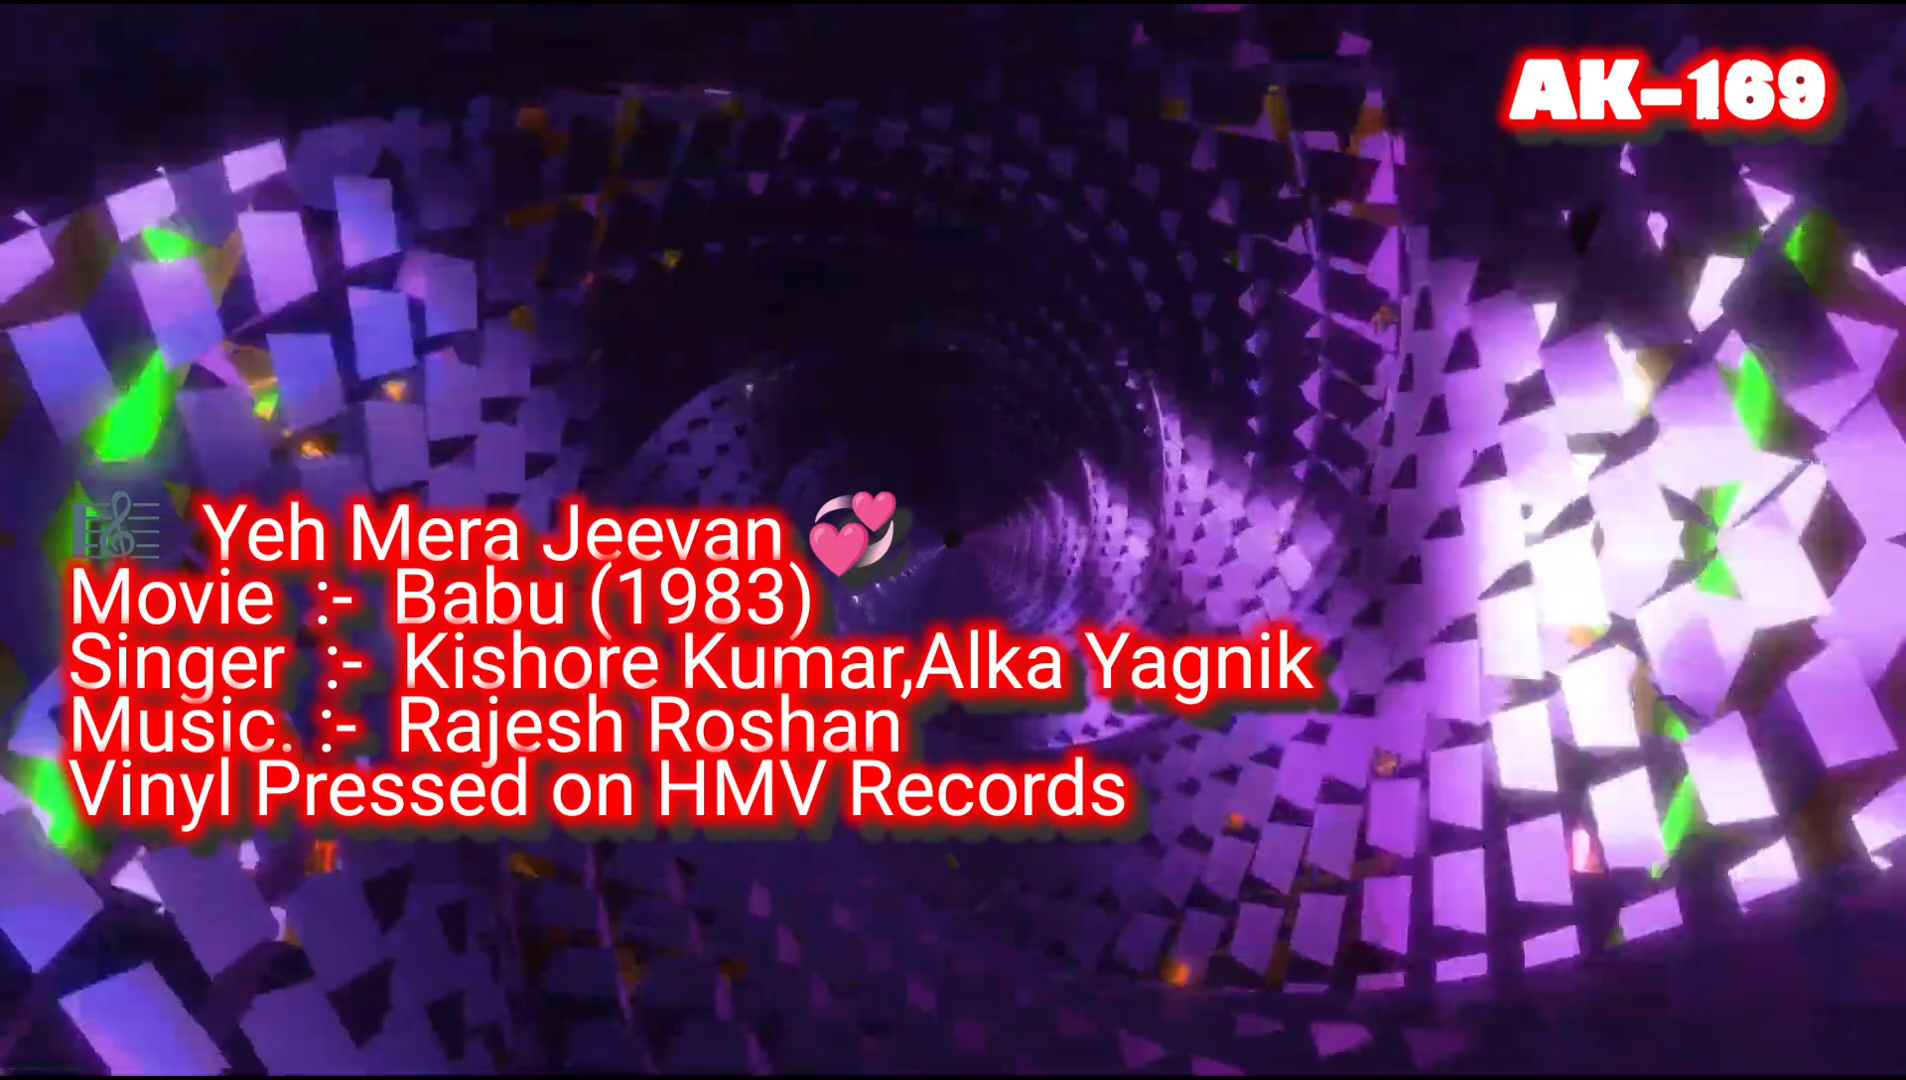 AK-169
🎼 Yeh Mera Jeevan 💞
Movie :- Babu (1983)
Singer :- Kishore Kumar,Alka Yagnik
Music. :- Rajesh Roshan
Vinyl Pressed on HMV Records